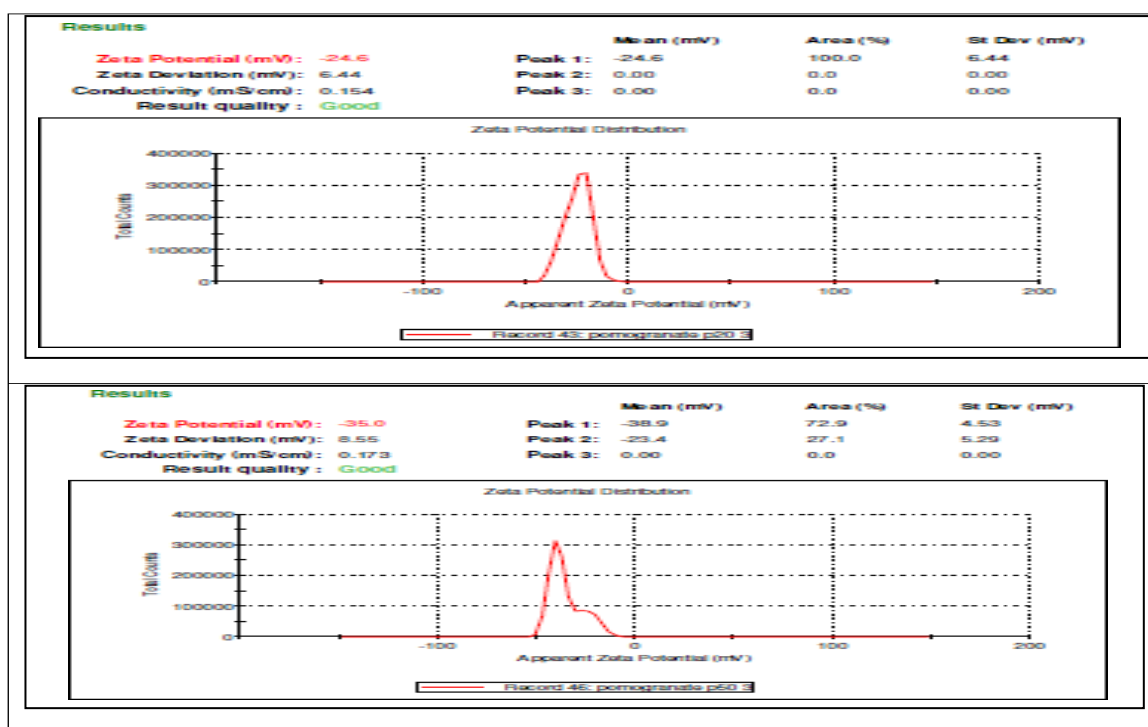 Results
Mean (mV) Area (%) St Dev (mV)
Zeta Potential (mV): -24.6 Peak 1: -24.6 100.0 6.44
Zeta Deviation (mV): 6.44 Peak 2: 0.00 0.0 0.00
Conductivity (mS/cm): 0.154 Peak 3: 0.00 0.0 0.00
Result quality : Good
Zeta Potential Distribution
Total Counts
400000
300000
200000
100000
0
-100 0 100 200
Apparent Zeta Potential (mV)
Record 43: pomogranate p20 3
Results
Mean (mV) Area (%) St Dev (mV)
Zeta Potential (mV): -35.0 Peak 1: -38.9 72.9 4.53
Zeta Deviation (mV): 8.55 Peak 2: -23.4 27.1 5.29
Conductivity (mS/cm): 0.173 Peak 3: 0.00 0.0 0.00
Result quality : Good
Zeta Potential Distribution
Total Counts
400000
300000
200000
100000
0
-100 0 100 200
Apparent Zeta Potential (mV)
Record 46: pomogranate p60 3